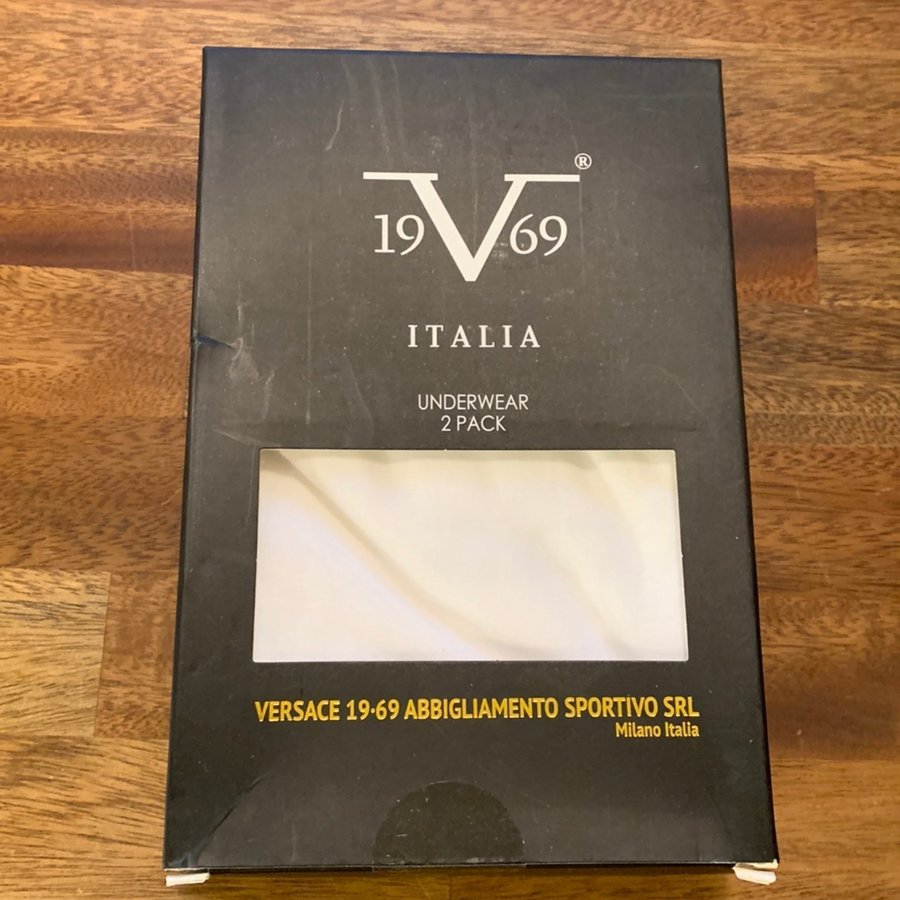 19V69®
ITALIA
UNDERWEAR
2 PACK
VERSACE 19·69 ABBIGLIAMENTO SPORTIVO SRL
Milano Italia